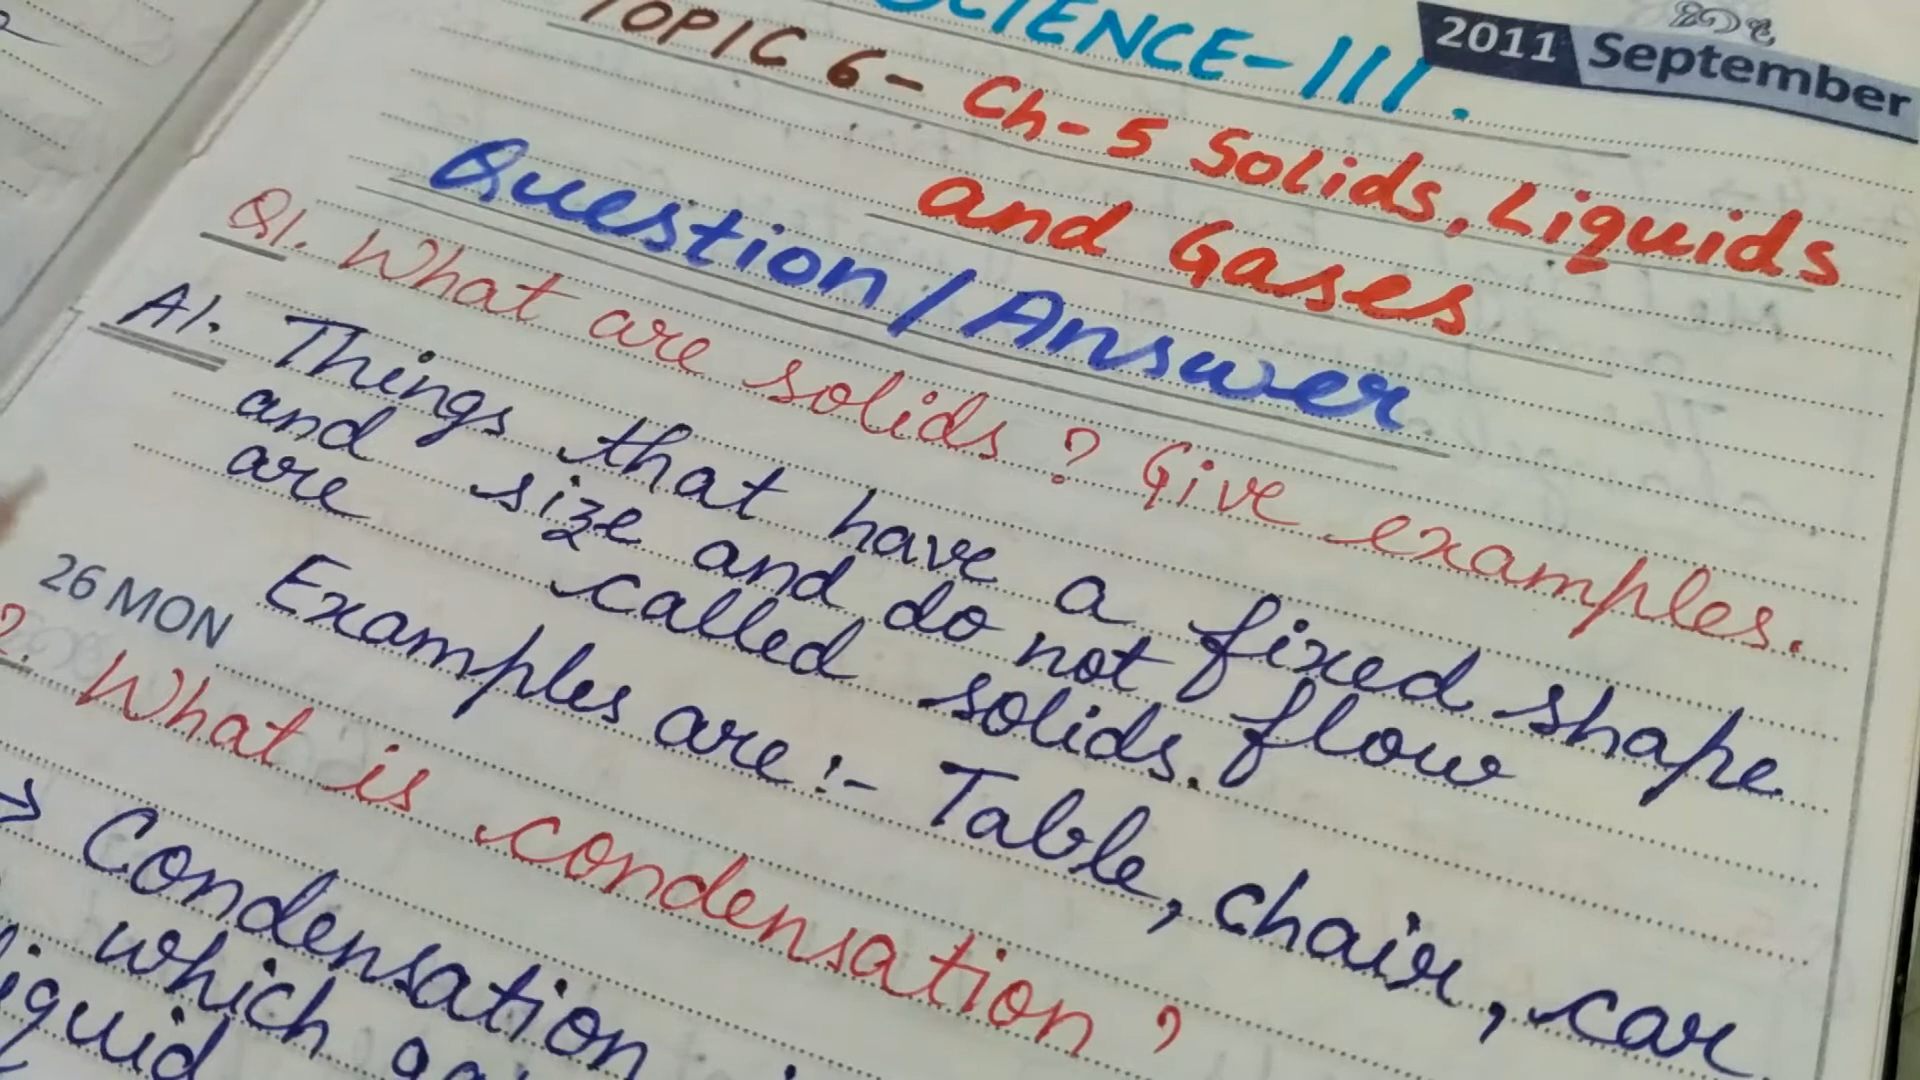 SCIENCE-III.
2011 September
TOPIC 6- Ch-5 Solids, Liquids
and Gases
Question/Answer
Q1. What are solids? Give examples.
A1. Things that have a fixed shape
and size and do not flow
are called solids.
Examples are:- Table, chair, car
26 MON
2. What is condensation?
→ Condensation
which
liquid